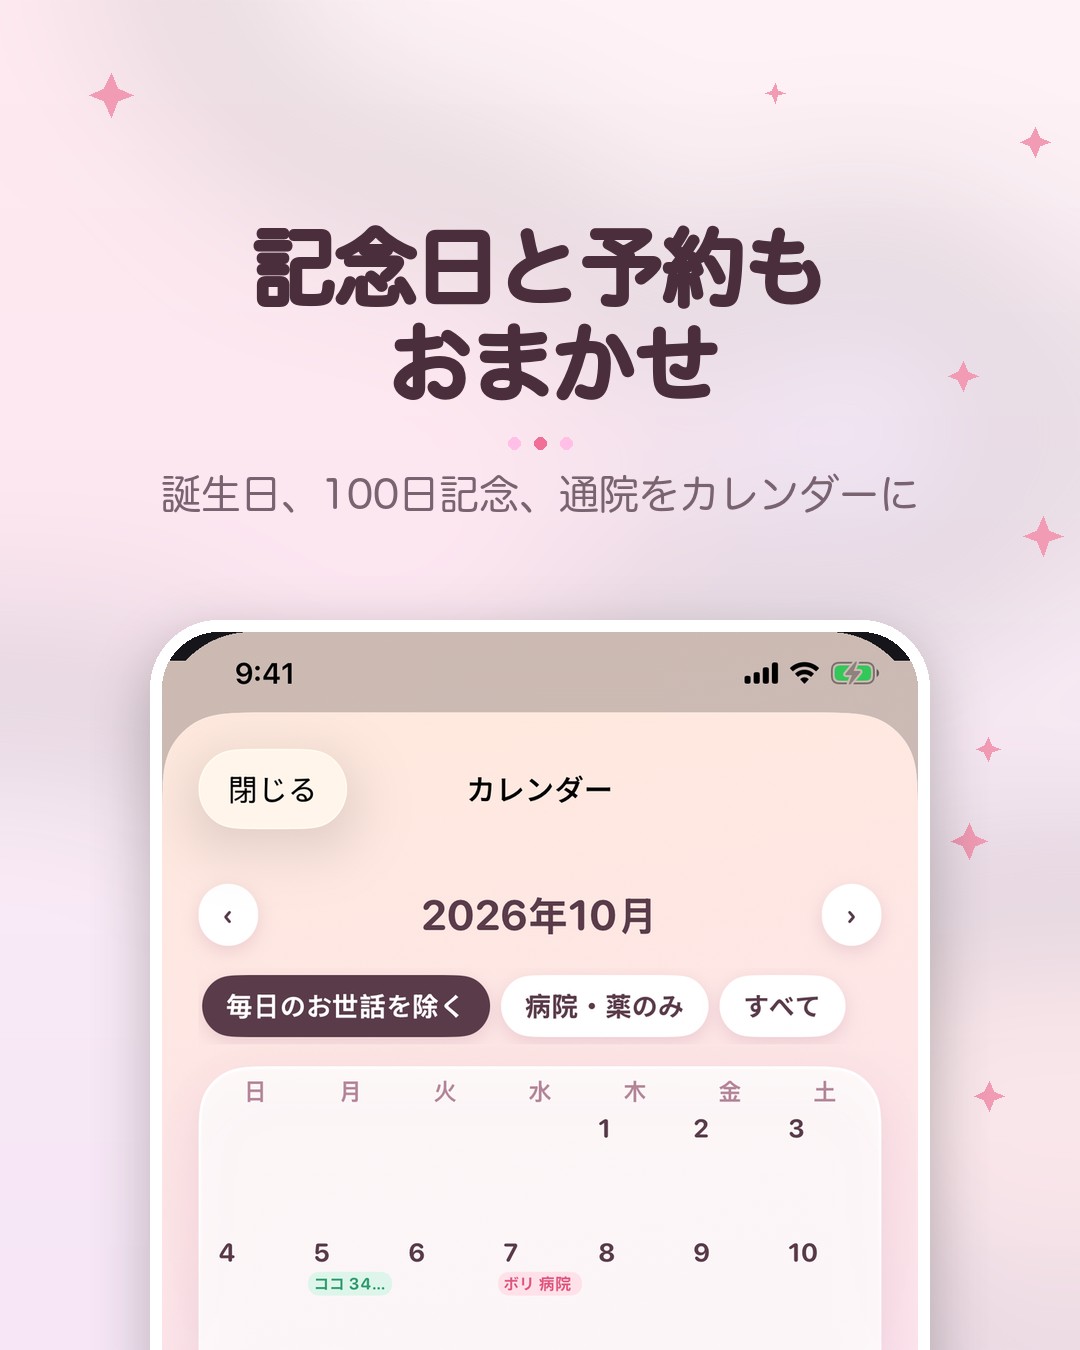 記念日と予約も
おまかせ
誕生日、100日記念、通院をカレンダーに
9:41
閉じる
カレンダー
‹ 2026年10月 ›
毎日のお世話を除く 病院・薬のみ すべて
日 月 火 水 木 金 土
1 2 3
4 5 6 7 8 9 10
ココ 34... ボリ 病院